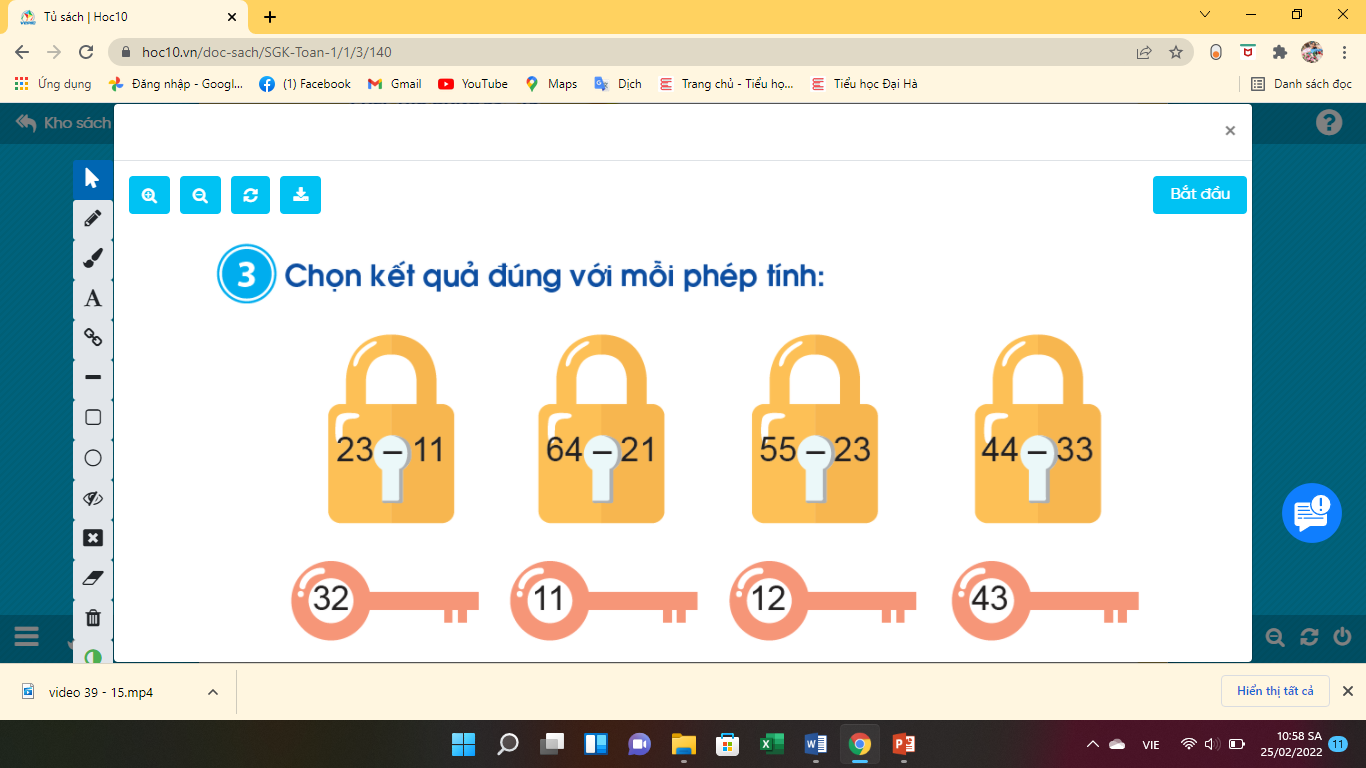 Tủ sách | Hoc10
hoc10.vn/doc-sach/SGK-Toan-1/1/3/140
Ứng dụng Đăng nhập - Googl... (1) Facebook Gmail YouTube Maps Dịch Trang chủ - Tiểu họ... Tiểu học Đại Hà Danh sách đọc
Kho sách
Bắt đầu
3 Chọn kết quả đúng với mỗi phép tính:
23 – 11 64 – 21 55 – 23 44 – 33
32 11 12 43
video 39 - 15.mp4 Hiển thị tất cả
VIE 10:58 SA
25/02/2022 11